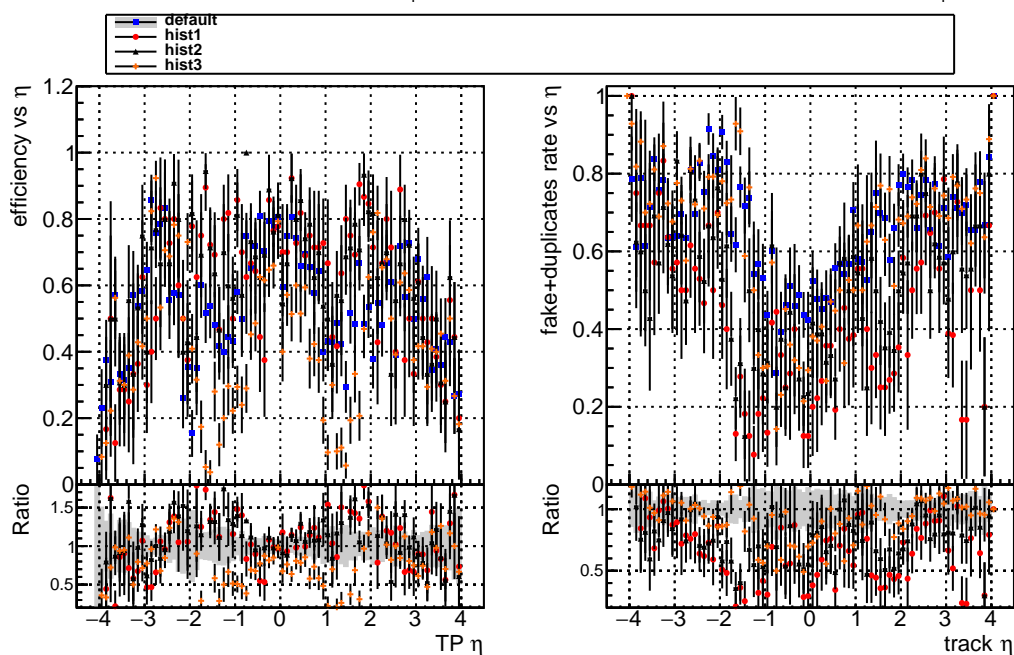 default
hist1
hist2
hist3
efficiency vs η
1.2
1
0.8
0.6
0.4
0.2
0
Ratio
1.5
1
0.5
−4 −3 −2 −1 0 1 2 3 4
TP η
fake+duplicates rate vs η
1
0.8
0.6
0.4
0.2
0
Ratio
1
0.5
−4 −3 −2 −1 0 1 2 3 4
track η